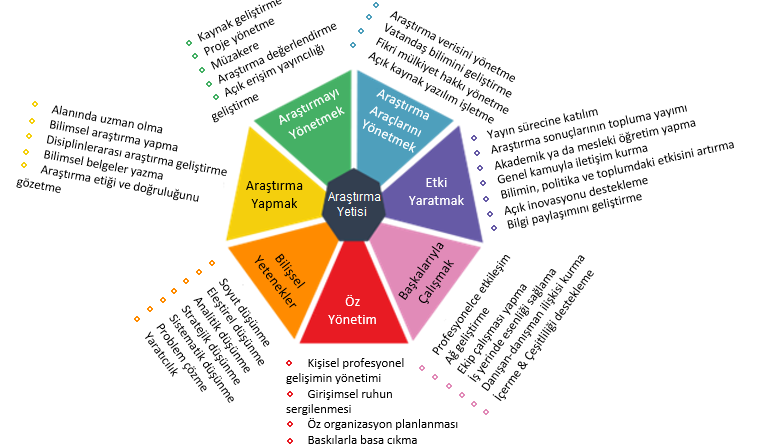 Kaynak geliştirme
Proje yönetme
Müzakere
Araştırma değerlendirme
Açık erişim yayıncılığı
geliştirme
Araştırma verisini yönetme
Vatandaş bilimini geliştirme
Fikri mülkiyet hakkı yönetme
Açık kaynak yazılım işletme
Araştırmayı
Yönetmek
Araştırma
Araçlarını
Yönetmek
Alanında uzman olma
Bilimsel araştırma yapma
Disiplinlerarası araştırma geliştirme
Bilimsel belgeler yazma
Araştırma etiği ve doğruluğunu
gözetme
Yayın sürecine katılım
Araştırma sonuçlarının topluma yayımı
Akademik ya da mesleki öğretim yapma
Genel kamuyla iletişim kurma
Bilimin, politika ve toplumdaki etkisini artırma
Açık inovasyonu destekleme
Bilgi paylaşımını geliştirme
Araştırma
Yapmak
Araştırma
Yetisi
Etki
Yaratmak
Bilişsel
Yetenekler
Öz
Yönetim
Başkalarıyla
Çalışmak
Soyut düşünme
Eleştirel düşünme
Analitik düşünme
Stratejik düşünme
Sistematik düşünme
Problem çözme
Yaratıcılık
Profesyonelce etkileşim
Ağ geliştirme
Ekip çalışması yapma
İş yerinde esenliği sağlama
Danışan-danışman ilişkisi kurma
İçerme & Çeşitliliği destekleme
Kişisel profesyonel
gelişimin yönetimi
Girişimsel ruhun
sergilenmesi
Öz organizasyon planlanması
Baskılarla başa çıkma